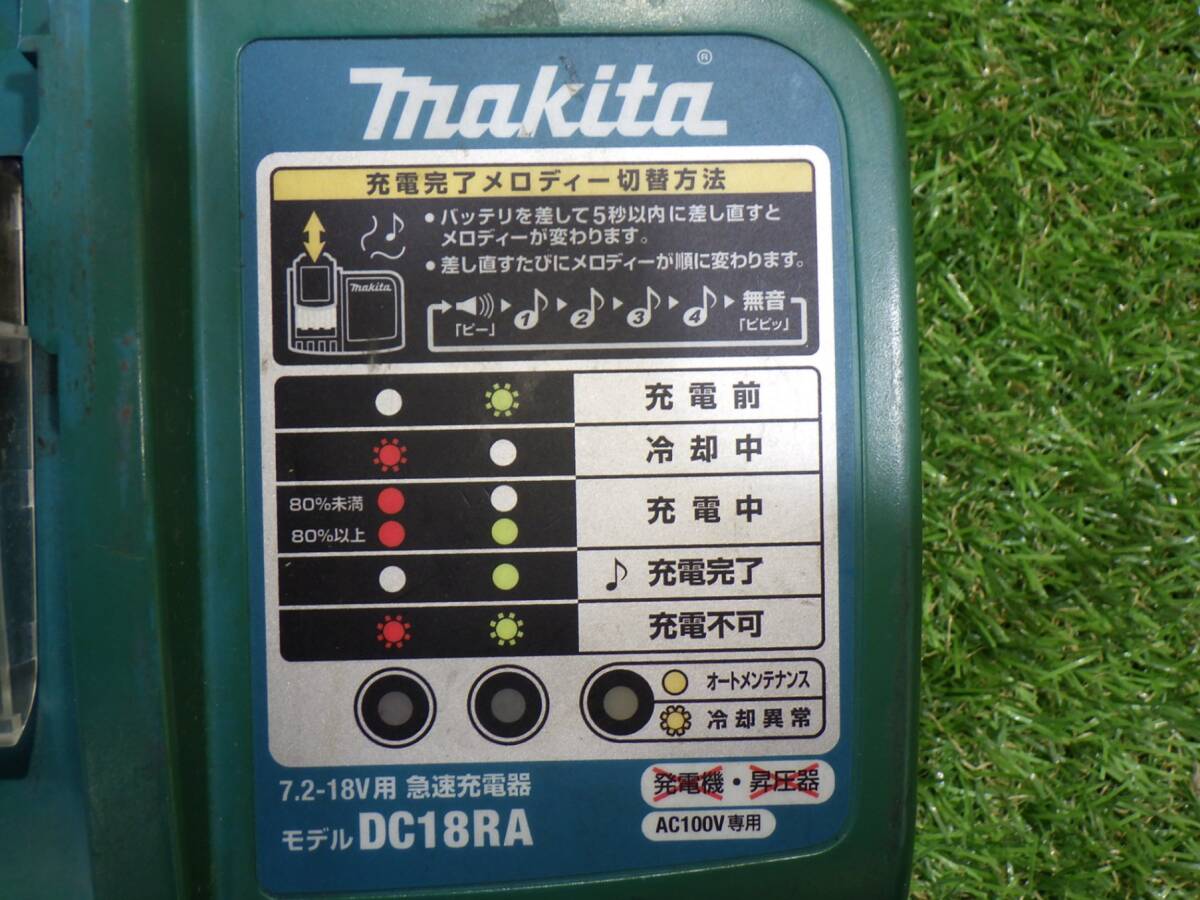 makita®
充電完了メロディー切替方法
• バッテリを差して5秒以内に差し直すと
メロディーが変わります。
• 差し直すたびにメロディーが順に変わります。
makita
1 2 3 4 無音
「ピー」 「ピピッ」
充電前
冷却中
80%未満
80%以上
充電中
充電完了
充電不可
オートメンテナンス
冷却異常
7.2-18V用 急速充電器
発電機・昇圧器
モデル DC18RA
AC100V専用